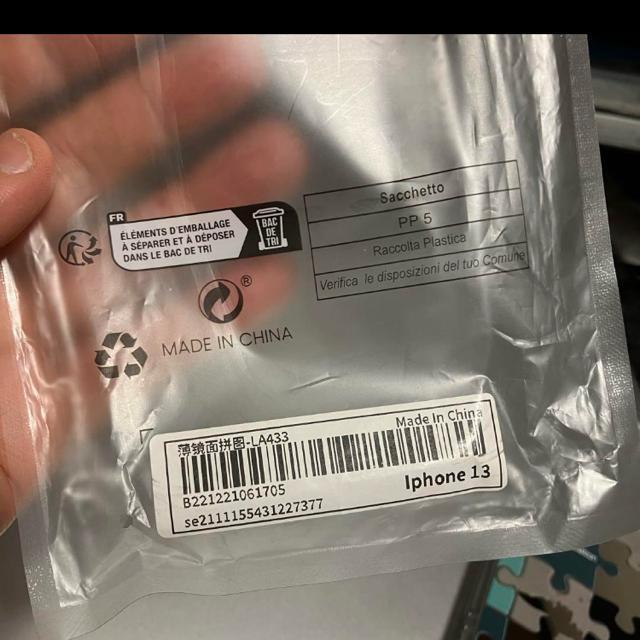 FR
ÉLÉMENTS D'EMBALLAGE
À SÉPARER ET À DÉPOSER
DANS LE BAC DE TRI
BAC
DE
TRI
Sacchetto
PP 5
Raccolta Plastica
Verifica le disposizioni del tuo Comune
®
MADE IN CHINA
薄镜面拼图-LA433
Made In China
B221221061705
Iphone 13
se2111155431227377